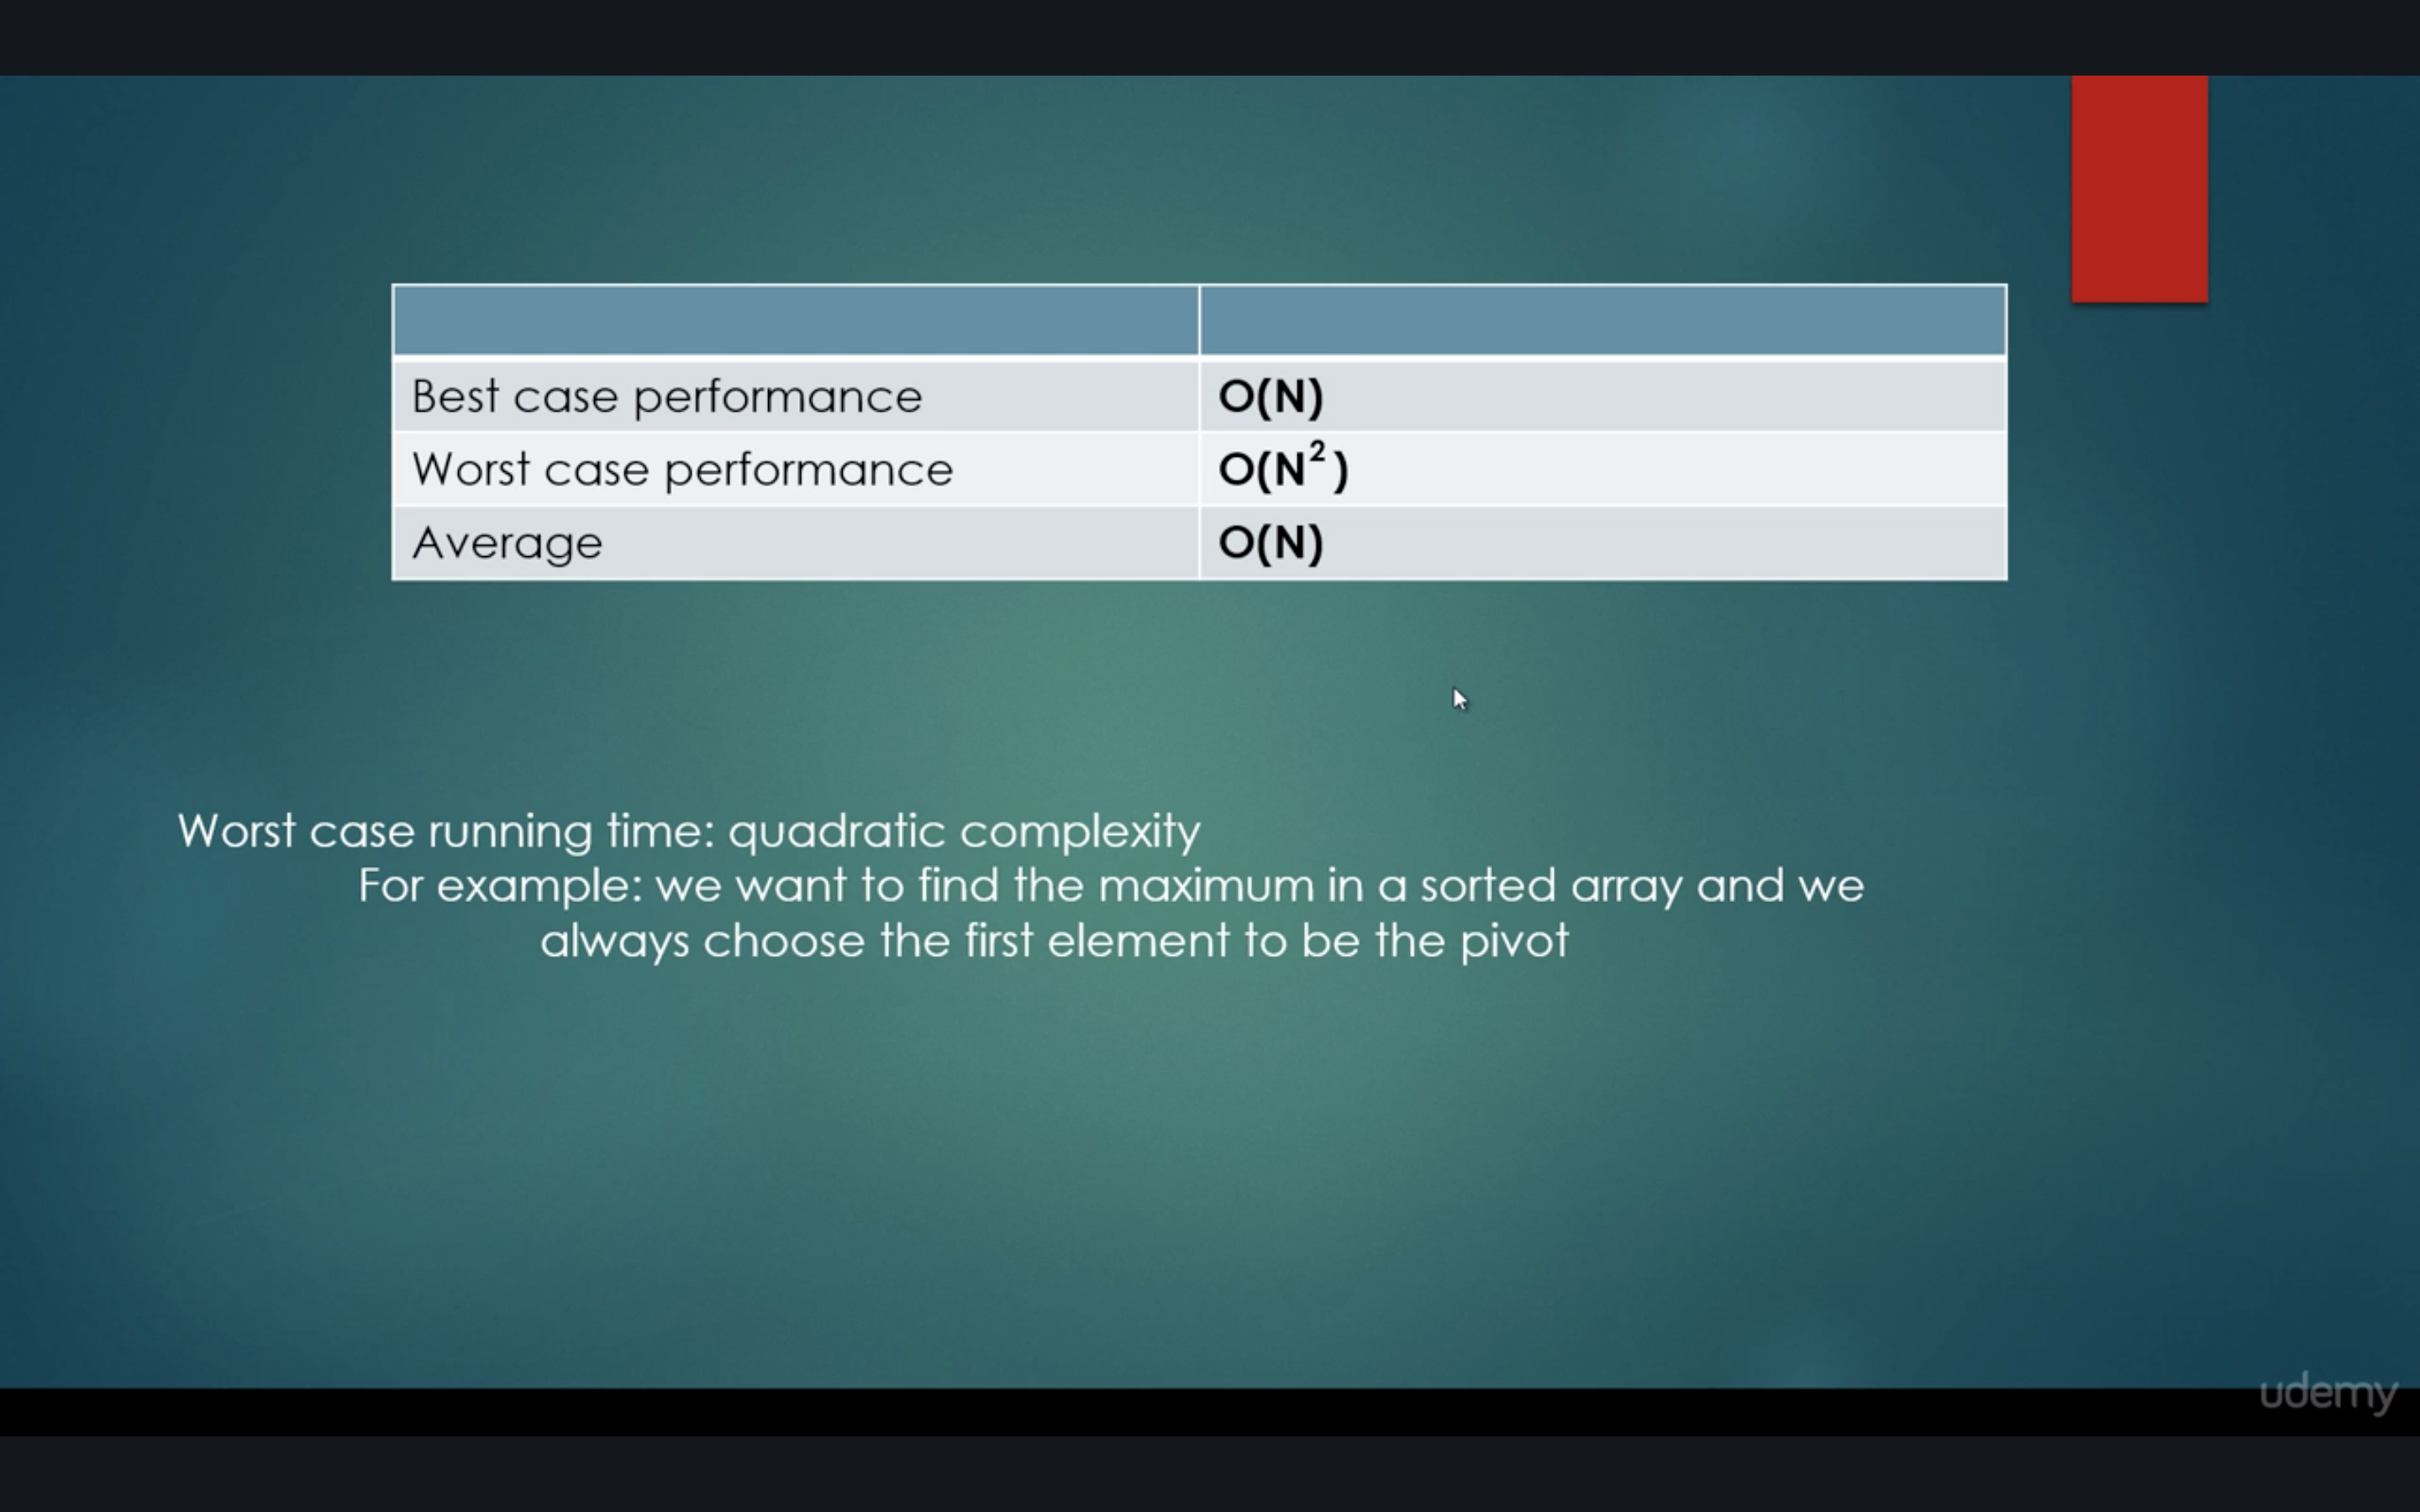 Best case performance O(N)
Worst case performance O(N²)
Average O(N)
Worst case running time: quadratic complexity
For example: we want to find the maximum in a sorted array and we
always choose the first element to be the pivot
udemy